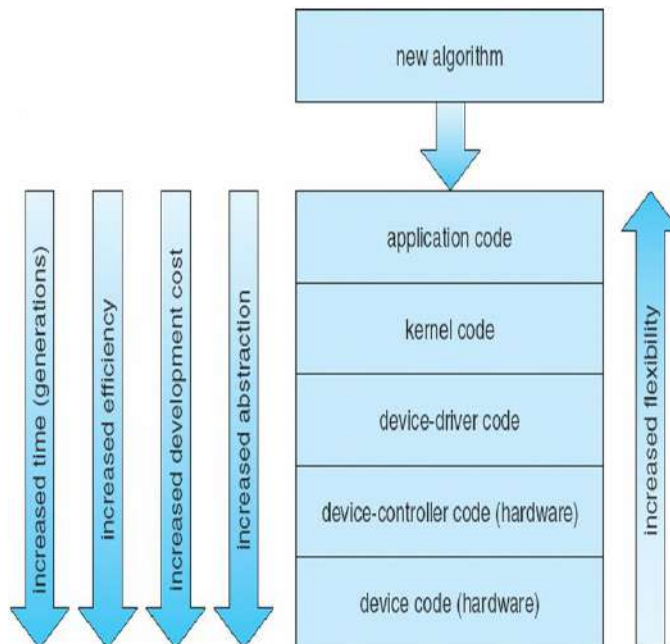 new algorithm
increased time (generations)
increased efficiency
increased development cost
increased abstraction
application code
kernel code
device-driver code
device-controller code (hardware)
device code (hardware)
increased flexibility